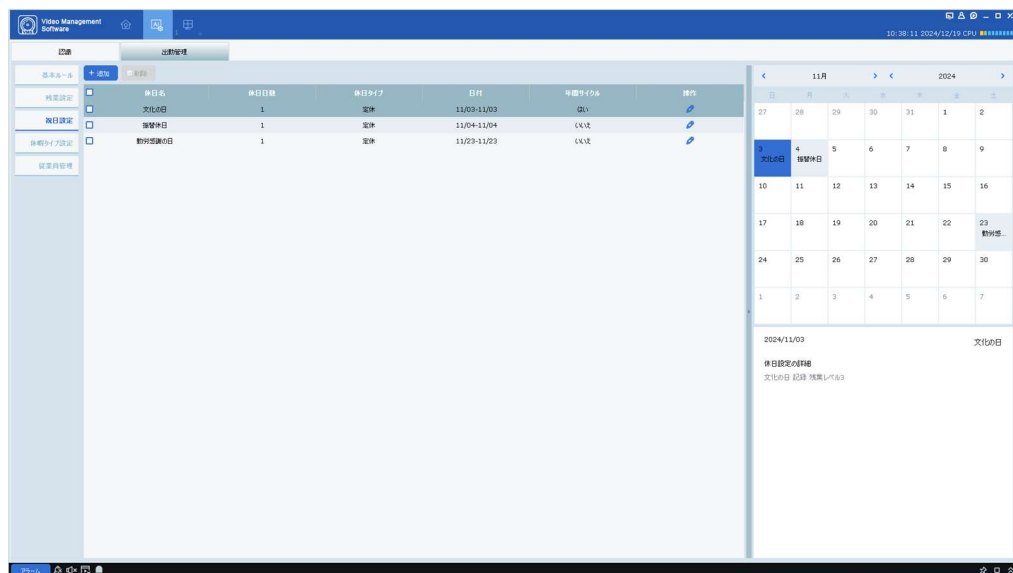 Video Management
Software
10:38:11 2024/12/19 CPU
認識
出勤管理
基本ルール
残業設定
祝日設定
休暇タイプ設定
従業員管理
+ 追加
削除
休日名 休日日数 休日タイプ 日付 年間サイクル 操作
文化の日 1 定休 11/03-11/03 はい
振替休日 1 定休 11/04-11/04 いいえ
勤労感謝の日 1 定休 11/23-11/23 いいえ
11月 2024
日 月 火 水 木 金 土
27 28 29 30 31 1 2
3 4 5 6 7 8 9
文化の日 振替休日
10 11 12 13 14 15 16
17 18 19 20 21 22 23
勤労感...
24 25 26 27 28 29 30
1 2 3 4 5 6 7
2024/11/03 文化の日
休日設定の詳細
文化の日 記録 残業レベル3
アラーム